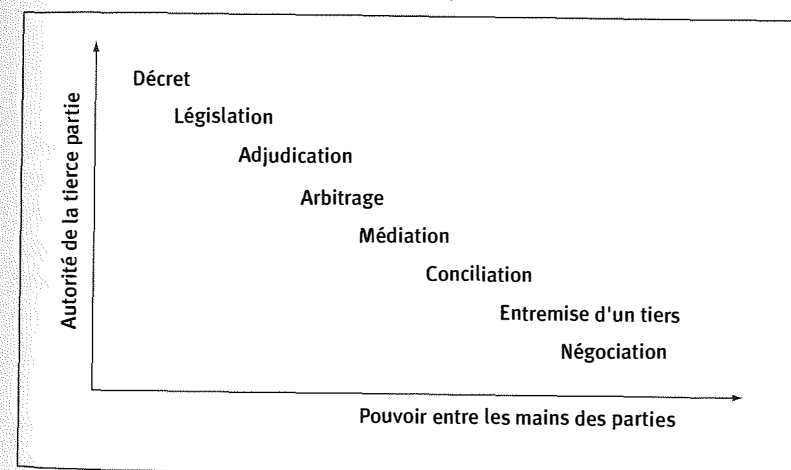 Autorité de la tierce partie
Décret
Législation
Adjudication
Arbitrage
Médiation
Conciliation
Entremise d'un tiers
Négociation
Pouvoir entre les mains des parties